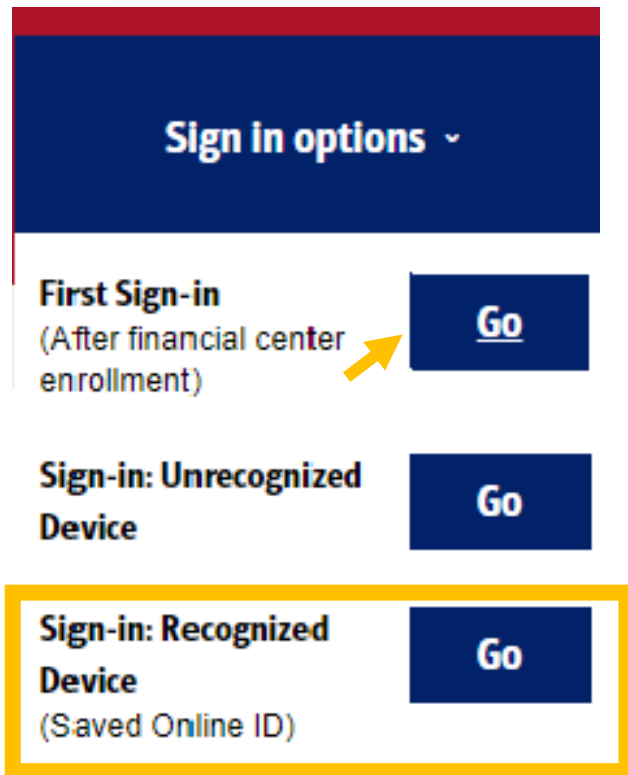 Sign in options
First Sign-in
(After financial center
enrollment)
Go
Sign-in: Unrecognized
Device
Go
Sign-in: Recognized
Device
(Saved Online ID)
Go